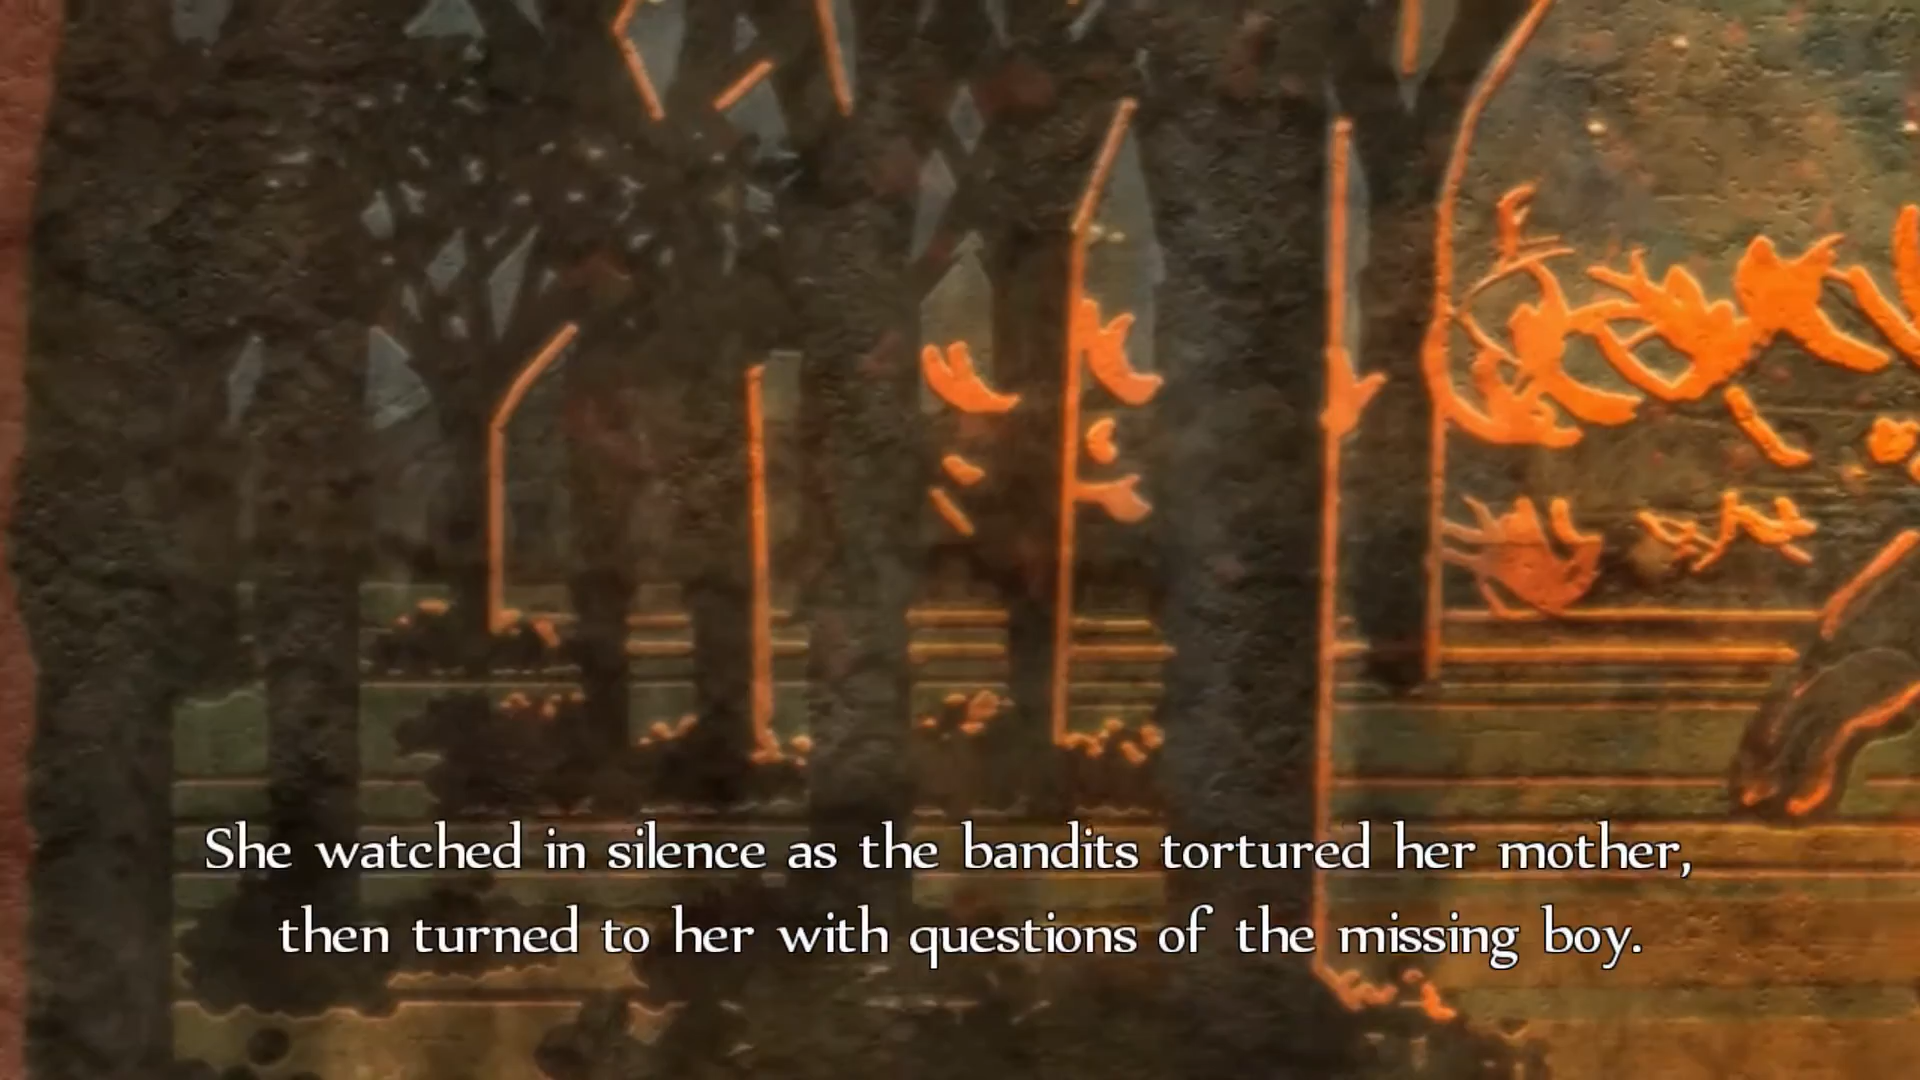 She watched in silence as the bandits tortured her mother,
then turned to her with questions of the missing boy.